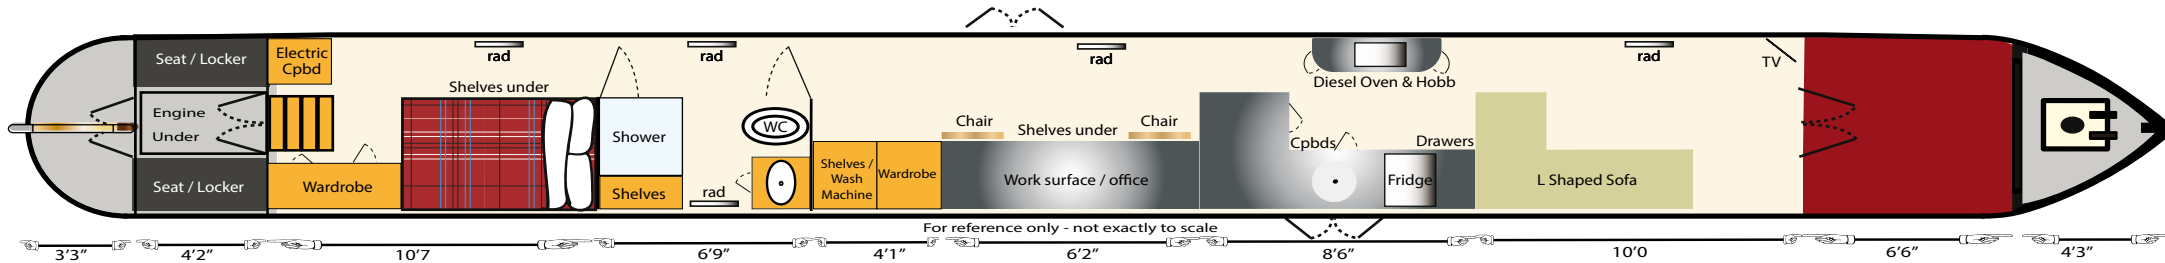 Seat / Locker
Electric
Cpbd
rad
rad
rad
rad
TV
Diesel Oven & Hobb
Shelves under
Engine
Under
Shower
WC
Chair
Shelves under
Chair
Cpbds
Drawers
Seat / Locker
Wardrobe
Shelves
rad
Shelves /
Wash
Machine
Wardrobe
Work surface / office
Fridge
L Shaped Sofa
For reference only - not exactly to scale
3’3”
4’2”
10’7
6’9”
4’1”
6’2”
8’6”
10’0
6’6”
4’3”